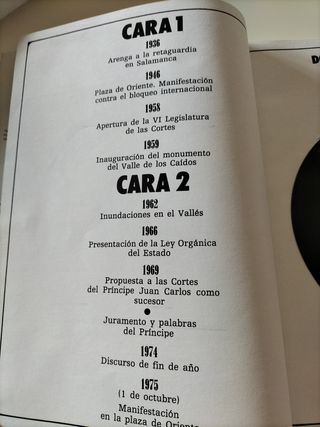 CARA 1
1936
Arenga a la retaguardia
en Salamanca
1946
Plaza de Oriente. Manifestación
contra el bloqueo internacional
1958
Apertura de la VI Legislatura
de las Cortes
1959
Inauguración del monumento
del Valle de los Caídos
CARA 2
1962
Inundaciones en el Vallés
1966
Presentación de la Ley Orgánica
del Estado
1969
Propuesta a las Cortes
del Príncipe Juan Carlos como
sucesor
●
Juramento y palabras
del Príncipe
1974
Discurso de fin de año
1975
(1 de octubre)
Manifestación
en la plaza de Oriente